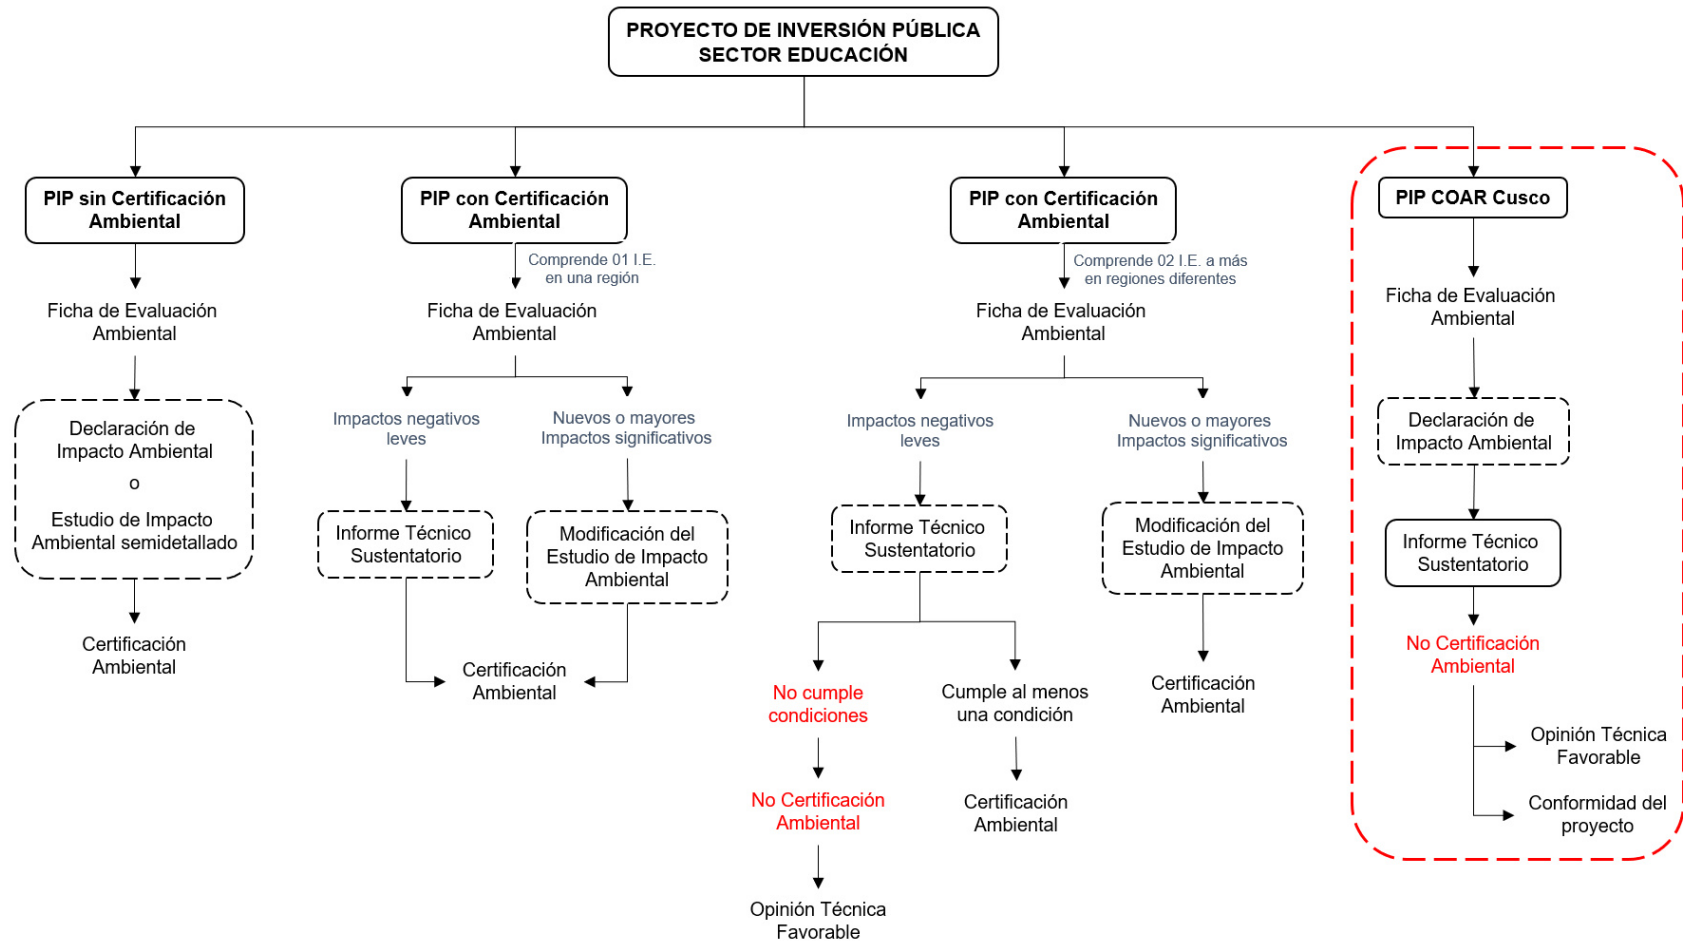 PROYECTO DE INVERSIÓN PÚBLICA
SECTOR EDUCACIÓN
PIP sin Certificación
Ambiental
Ficha de Evaluación
Ambiental
Declaración de
Impacto Ambiental
o
Estudio de Impacto
Ambiental semidetallado
Certificación
Ambiental
PIP con Certificación
Ambiental
Comprende 01 I.E.
en una región
Ficha de Evaluación
Ambiental
Impactos negativos
leves
Informe Técnico
Sustentatorio
Nuevos o mayores
Impactos significativos
Modificación del
Estudio de Impacto
Ambiental
Certificación
Ambiental
PIP con Certificación
Ambiental
Comprende 02 I.E. a más
en regiones diferentes
Ficha de Evaluación
Ambiental
Impactos negativos
leves
Informe Técnico
Sustentatorio
No cumple
condiciones
No Certificación
Ambiental
Opinión Técnica
Favorable
Cumple al menos
una condición
Certificación
Ambiental
Nuevos o mayores
Impactos significativos
Modificación del
Estudio de Impacto
Ambiental
Certificación
Ambiental
PIP COAR Cusco
Ficha de Evaluación
Ambiental
Declaración de
Impacto Ambiental
Informe Técnico
Sustentatorio
No Certificación
Ambiental
Opinión Técnica
Favorable
Conformidad del
proyecto